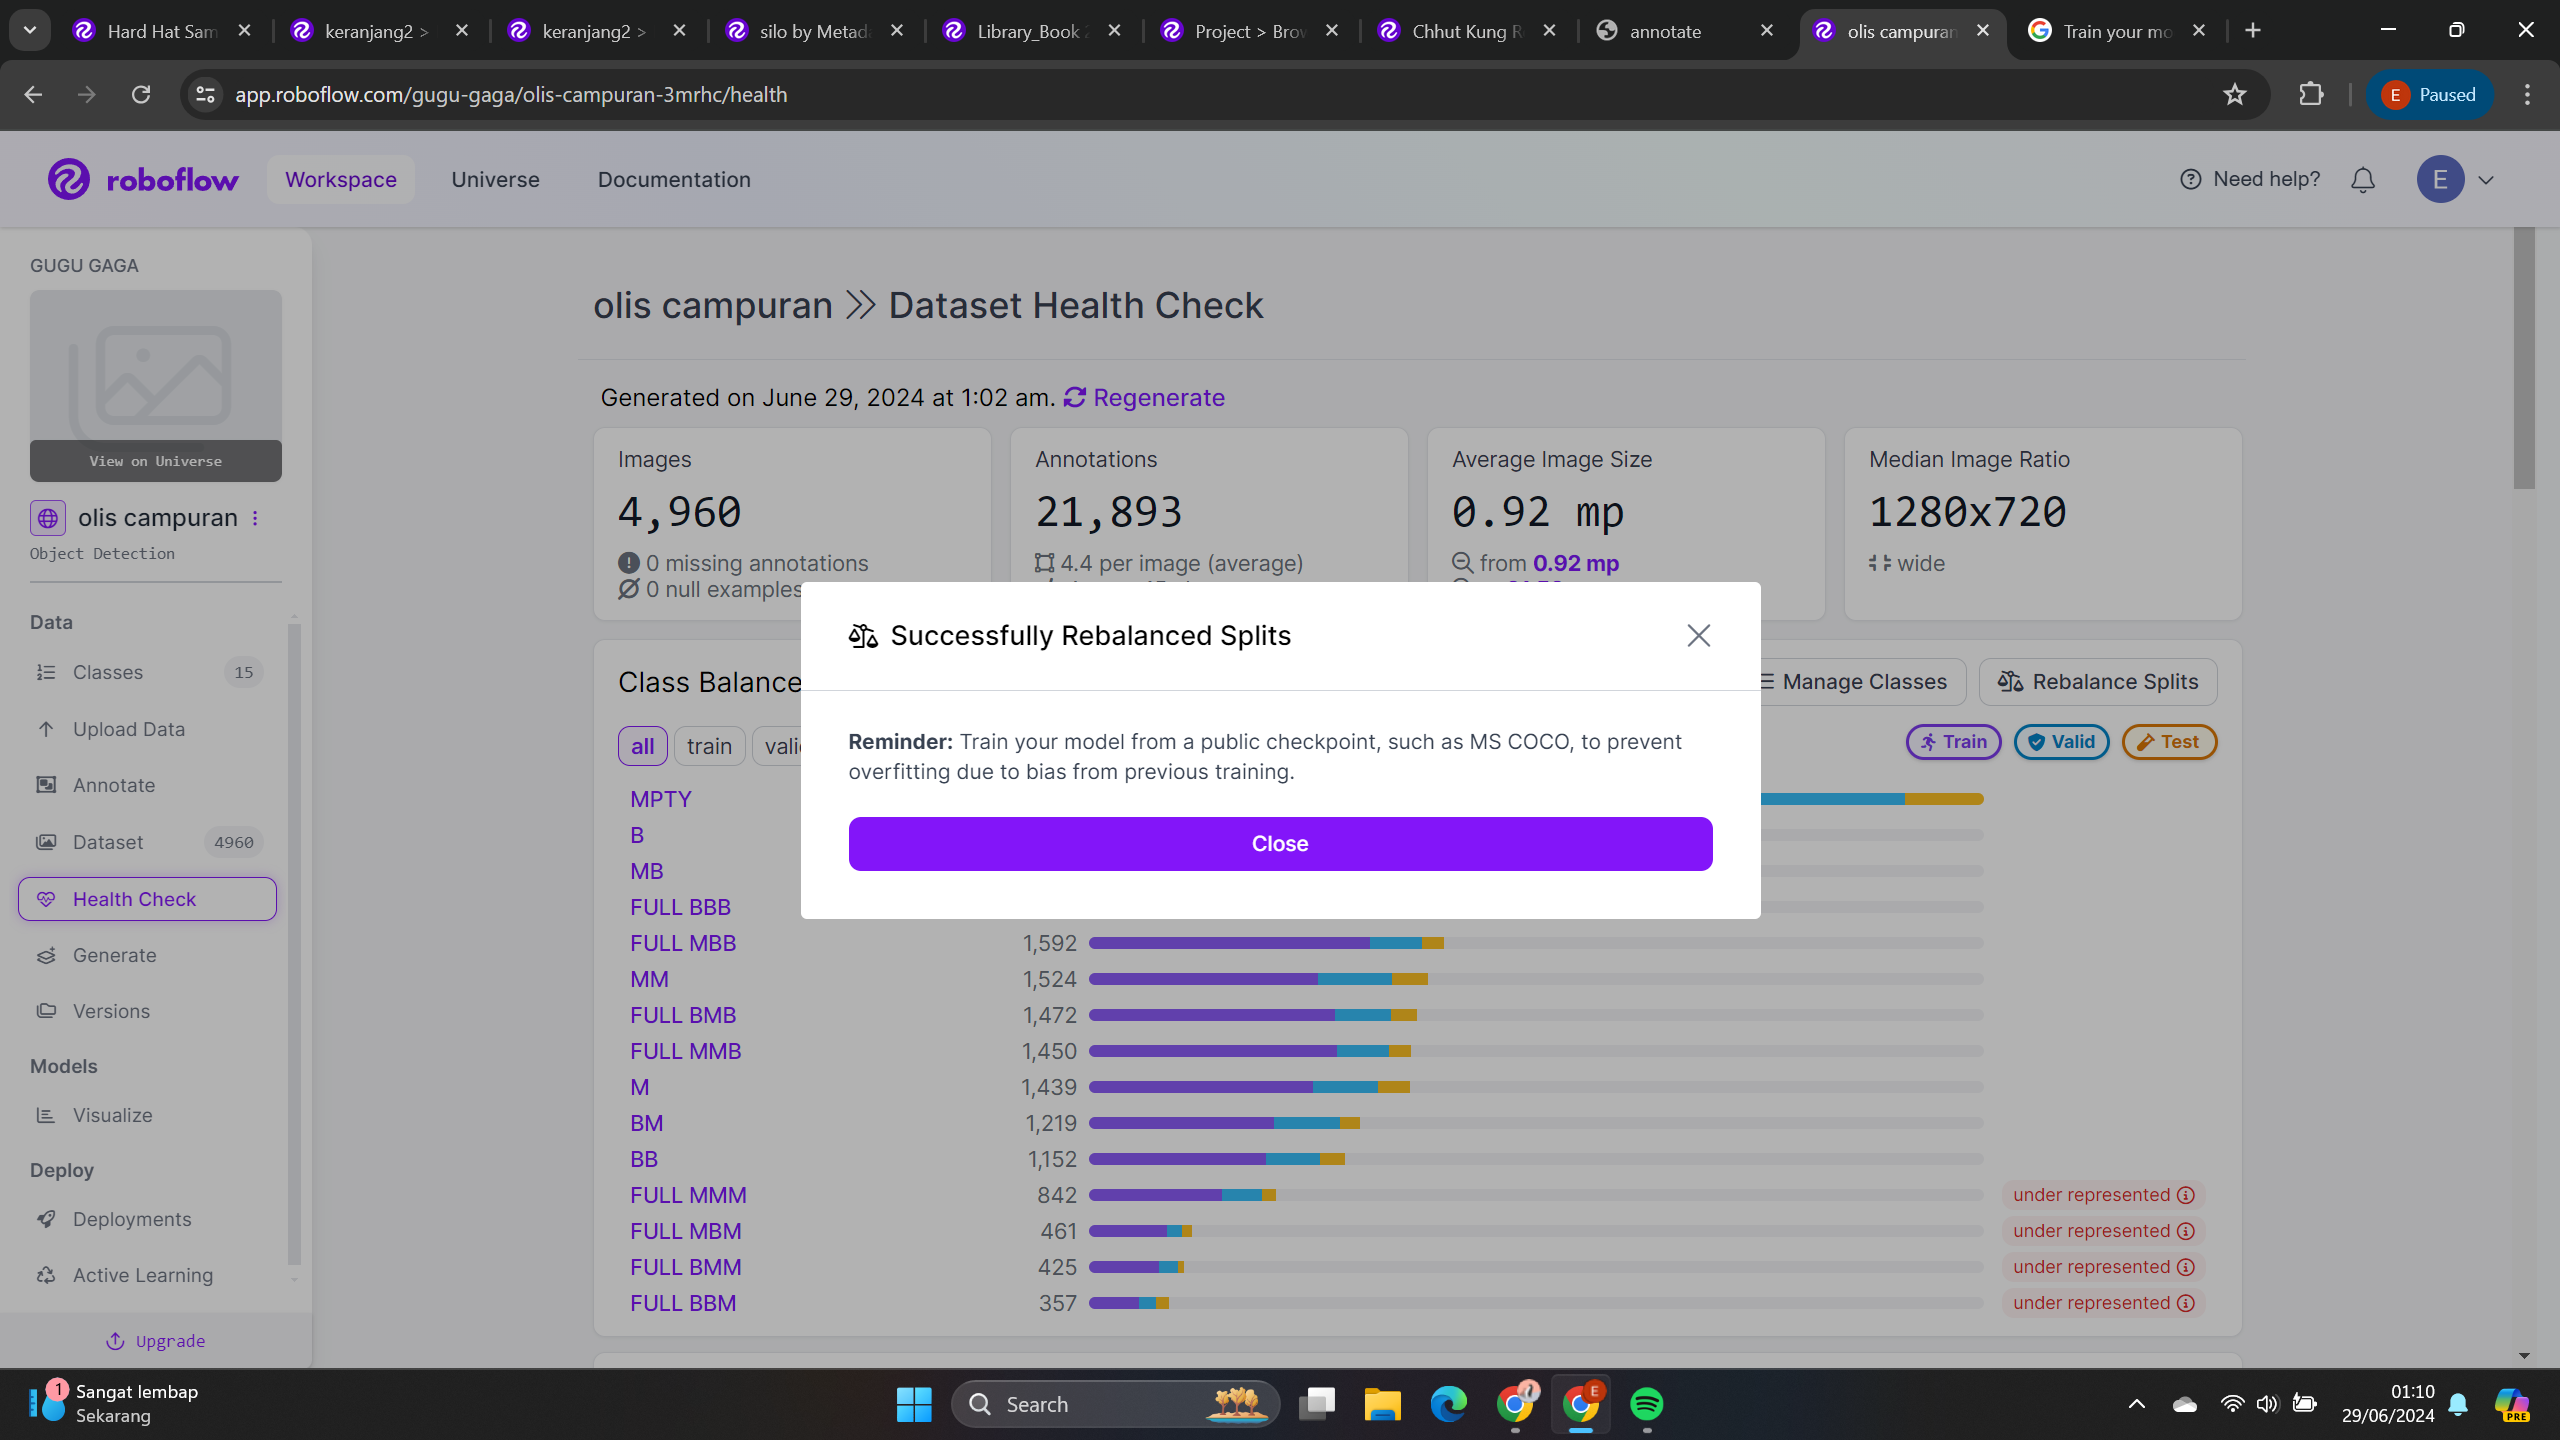 Hard Hat Sam
keranjang2 >
keranjang2 >
silo by Metad
Library_Book
Project > Brow
Chhut Kung R
annotate
olis campuran
Train your mo
app.roboflow.com/gugu-gaga/olis-campuran-3mrhc/health
E Paused
roboflow
Workspace
Universe
Documentation
Need help?
E
GUGU GAGA
View on Universe
olis campuran
Object Detection
Data
Classes 15
Upload Data
Annotate
Dataset 4960
Health Check
Generate
Versions
Models
Visualize
Deploy
Deployments
Active Learning
Upgrade
olis campuran >> Dataset Health Check
Generated on June 29, 2024 at 1:02 am. Regenerate
Images
4,960
0 missing annotations
0 null examples
Annotations
21,893
4.4 per image (average)
Average Image Size
0.92 mp
from 0.92 mp
Median Image Ratio
1280x720
wide
Successfully Rebalanced Splits
Reminder: Train your model from a public checkpoint, such as MS COCO, to prevent
overfitting due to bias from previous training.
Close
Class Balance
Manage Classes
Rebalance Splits
all train vali
Train Valid Test
MPTY
B
MB
FULL BBB
FULL MBB 1,592
MM 1,524
FULL BMB 1,472
FULL MMB 1,450
M 1,439
BM 1,219
BB 1,152
FULL MMM 842 under represented
FULL MBM 461 under represented
FULL BMM 425 under represented
FULL BBM 357 under represented
1
Sangat lembap
Sekarang
Search
E
01:10
29/06/2024
PRE